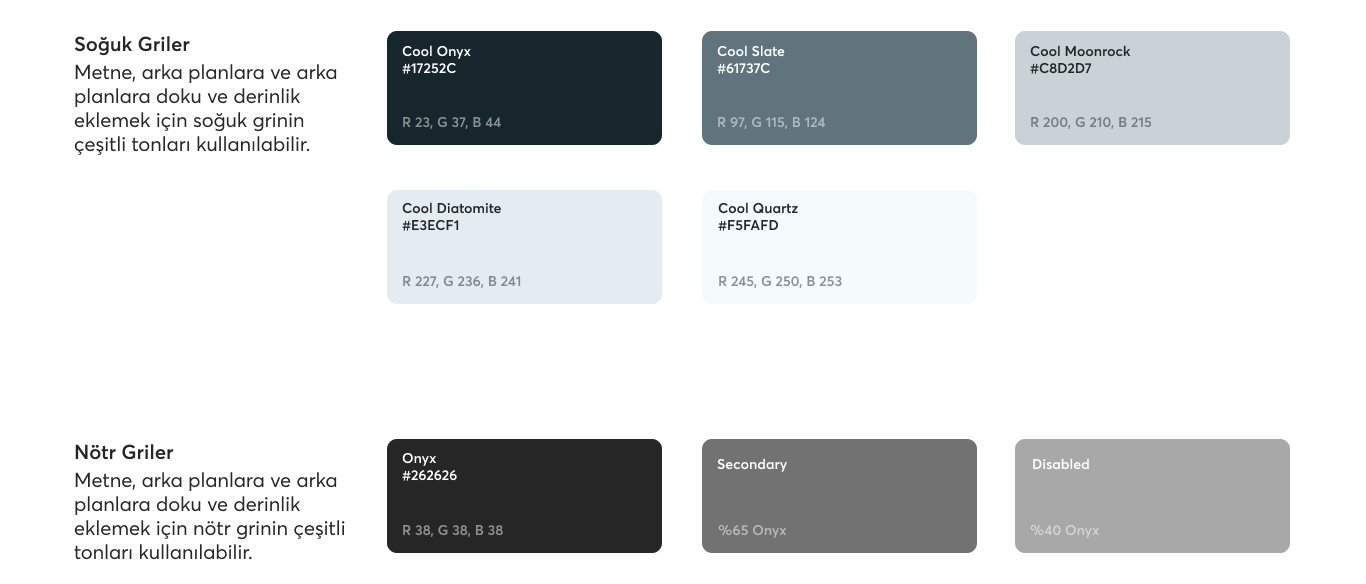 Soğuk Griler
Metne, arka planlara ve arka
planlara doku ve derinlik
eklemek için soğuk grinin
çeşitli tonları kullanılabilir.
Cool Onyx
#17252C
R 23, G 37, B 44
Cool Slate
#61737C
R 97, G 115, B 124
Cool Moonrock
#C8D2D7
R 200, G 210, B 215
Cool Diatomite
#E3ECF1
R 227, G 236, B 241
Cool Quartz
#F5FAFD
R 245, G 250, B 253
Nötr Griler
Metne, arka planlara ve arka
planlara doku ve derinlik
eklemek için nötr grinin çeşitli
tonları kullanılabilir.
Onyx
#262626
R 38, G 38, B 38
Secondary
%65 Onyx
Disabled
%40 Onyx